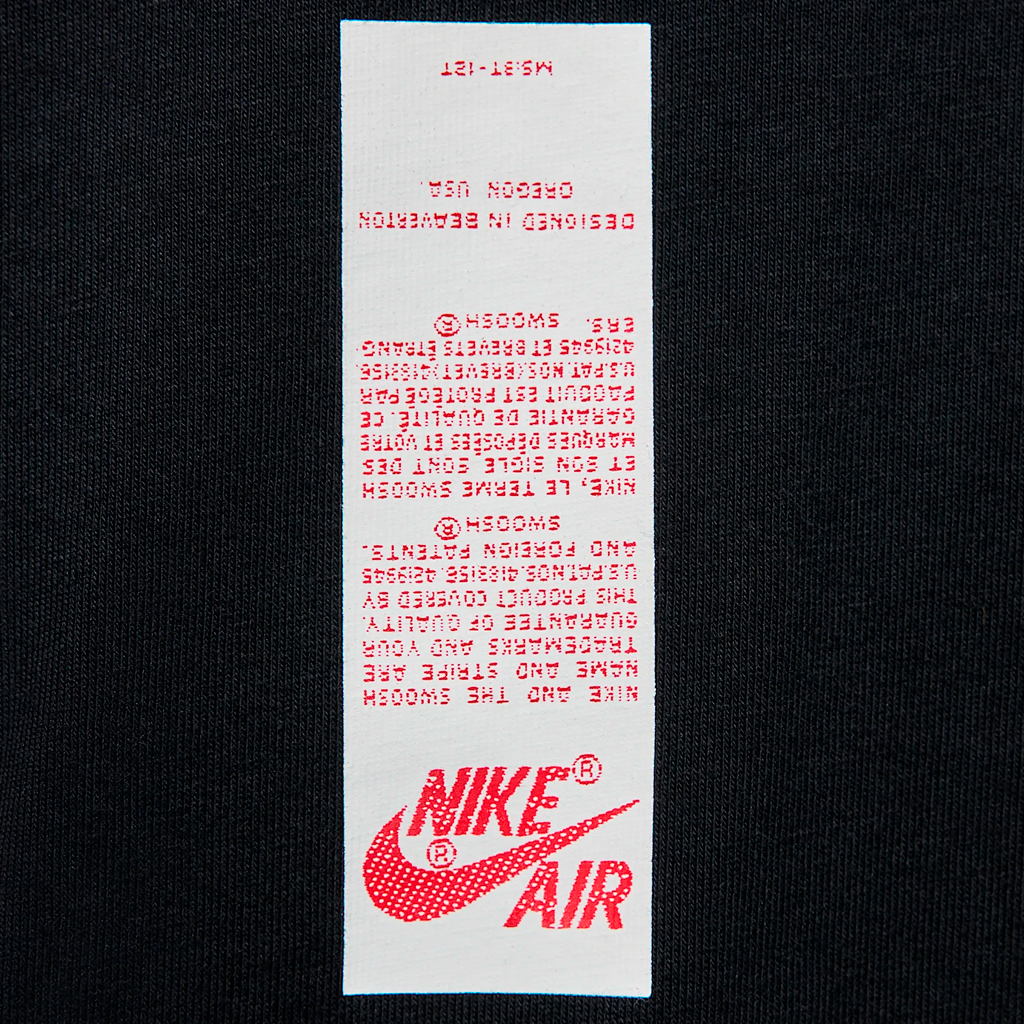 NIKE®
®
AIR
NIKE AND THE SWOOSH
NAME AND STRIPE ARE
TRADEMARKS AND YOUR
GUARANTEE OF QUALITY.
THIS PRODUCT COVERED BY
U.S.PAT.NOS.4183156. 4219945
AND FOREIGN PATENTS.
SWOOSH®
NIKE, LE TERME SWOOSH
ET SON SIGLE SONT DES
MARQUES DÉPOSÉES ET VOTRE
GARANTIE DE QUALITÉ. CE
PRODUIT EST PROTÉGÉ PAR
U.S.PAT.NOS.(BREVET)4183156.
4219945 ET BREVETS ÉTRANG
ERS. SWOOSH®
DESIGNED IN BEAVERTON
OREGON USA.
MS:3T-12T